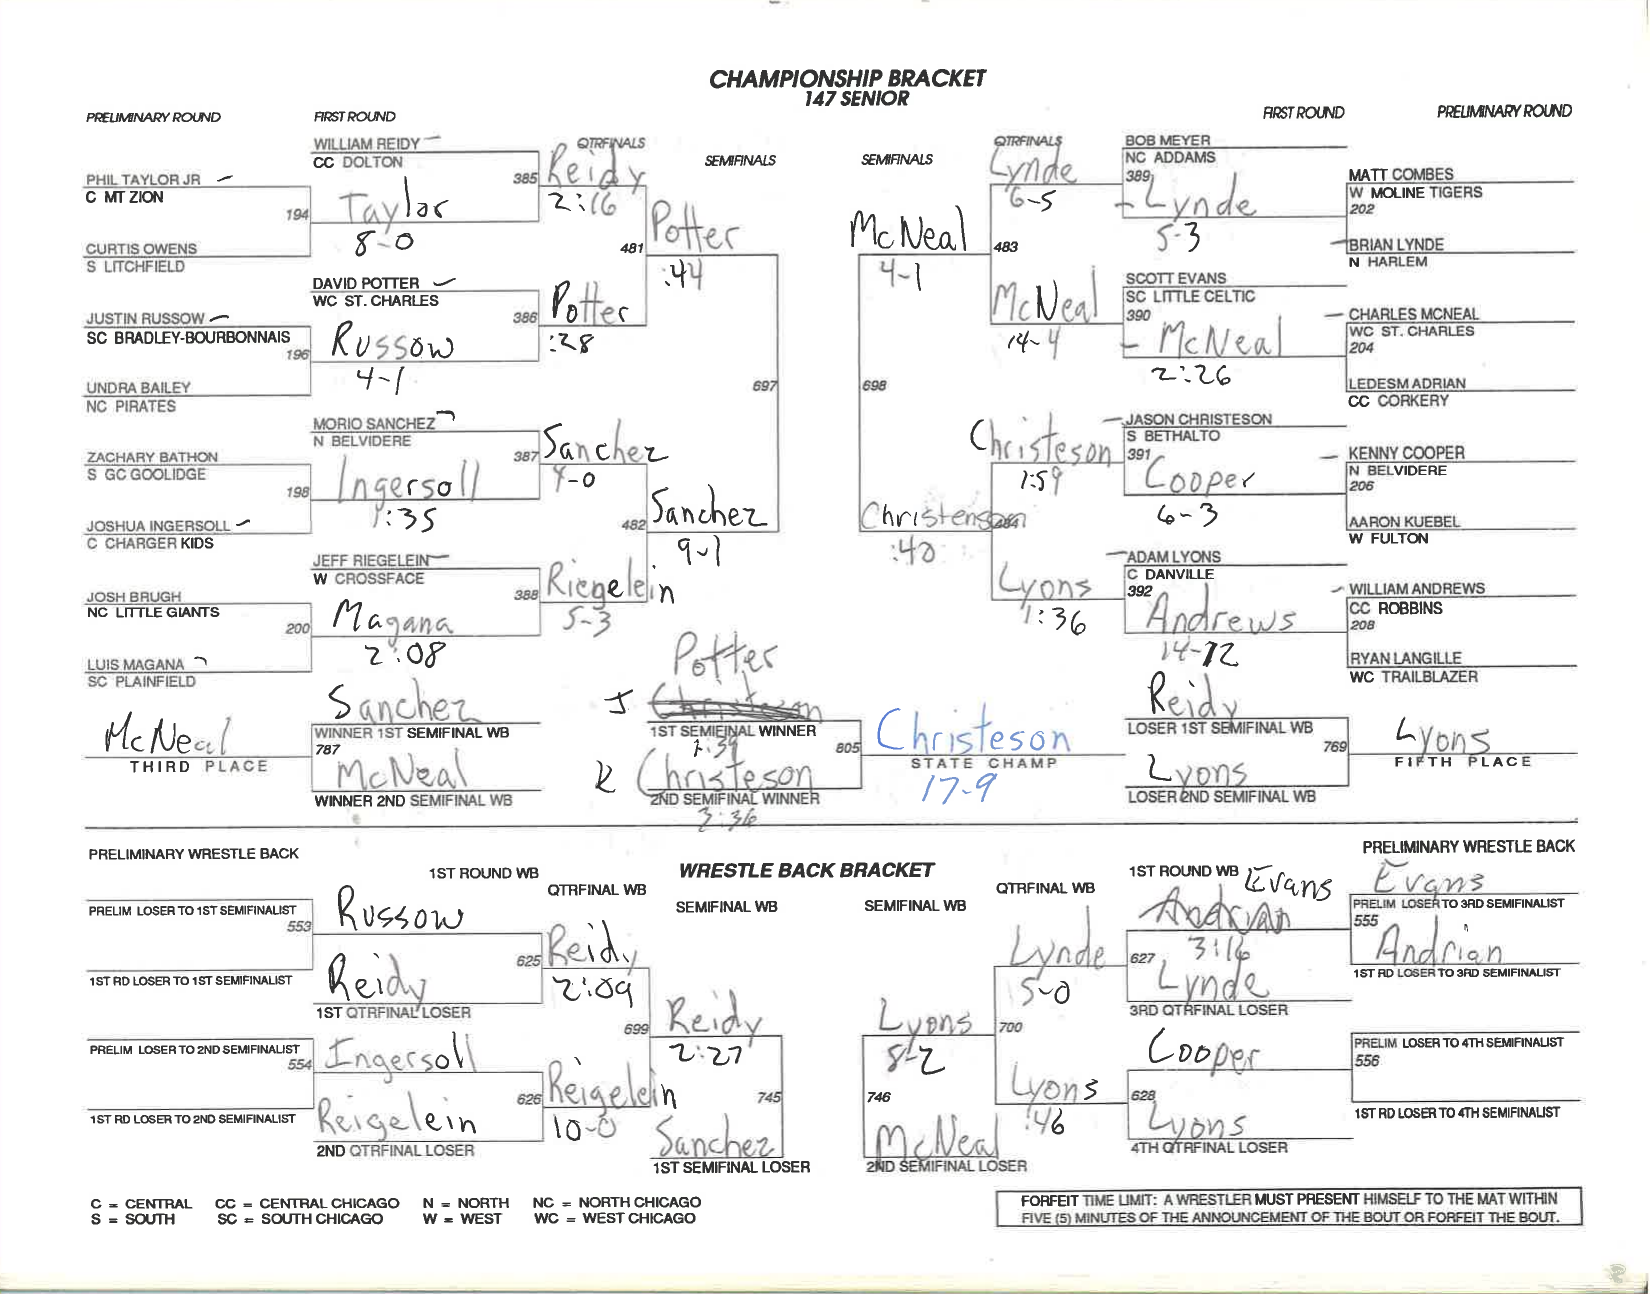 CHAMPIONSHIP BRACKET
147 SENIOR
PRELIMINARY ROUND
FIRST ROUND
QTRFINALS
SEMIFINALS
SEMIFINALS
QTRFINALS
FIRST ROUND
PRELIMINARY ROUND
PHIL TAYLOR JR
C MT ZION
194
CURTIS OWENS
S LITCHFIELD
JUSTIN RUSSOW
SC BRADLEY-BOURBONNAIS
196
UNDRA BAILEY
NC PIRATES
ZACHARY BATHON
S GC GOOLIDGE
198
JOSHUA INGERSOLL
C CHARGER KIDS
JOSH BRUGH
NC LITTLE GIANTS
200
LUIS MAGANA
SC PLAINFIELD
WILLIAM REIDY
CC DOLTON
385
Taylor
8-0
DAVID POTTER
WC ST. CHARLES
386
Russow
4-1
MORIO SANCHEZ
N BELVIDERE
387
Ingersoll
1:35
JEFF RIEGELEIN
W CROSSFACE
388
Magana
2:08
Reidy
2:16
481
Potter
:28
Sanchez
7-0
482
Riegelein
5-3
Potter
:44
697
Sanchez
9-1
McNeal
4-1
698
Christenson
:40
Lynde
6-5
483
McNeal
14-4
Christeson
1:59
484
Lyons
1:36
BOB MEYER
NC ADDAMS
389
Lynde
5-3
SCOTT EVANS
SC LITTLE CELTIC
390
McNeal
2:26
JASON CHRISTESON
S BETHALTO
391
Cooper
6-3
ADAM LYONS
C DANVILLE
392
Andrews
14-12
MATT COMBES
W MOLINE TIGERS
202
BRIAN LYNDE
N HARLEM
CHARLES MCNEAL
WC ST. CHARLES
204
LEDESM ADRIAN
CC CORKERY
KENNY COOPER
N BELVIDERE
206
AARON KUEBEL
W FULTON
WILLIAM ANDREWS
CC ROBBINS
208
RYAN LANGILLE
WC TRAILBLAZER
McNeal
THIRD PLACE
Sanchez
WINNER 1ST SEMIFINAL WB
787
McNeal
WINNER 2ND SEMIFINAL WB
Potter
Christeson
1ST SEMIFINAL WINNER
1:39
805
Christeson
2ND SEMIFINAL WINNER
3:36
Christeson
STATE CHAMP
17-9
Reidy
LOSER 1ST SEMIFINAL WB
769
Lyons
LOSER 2ND SEMIFINAL WB
Lyons
FIFTH PLACE
WRESTLE BACK BRACKET
PRELIMINARY WRESTLE BACK
1ST ROUND WB
QTRFINAL WB
SEMIFINAL WB
SEMIFINAL WB
QTRFINAL WB
1ST ROUND WB
PRELIMINARY WRESTLE BACK
PRELIM LOSER TO 1ST SEMIFINALIST
553
1ST RD LOSER TO 1ST SEMIFINALIST
PRELIM LOSER TO 2ND SEMIFINALIST
554
1ST RD LOSER TO 2ND SEMIFINALIST
Russow
625
Reidy
1ST QTRFINAL LOSER
Ingersoll
626
Reigelein
2ND QTRFINAL LOSER
Reidy
2:09
699
Reigelein
10-0
Reidy
2:27
745
Sanchez
1ST SEMIFINAL LOSER
Lyons
8-2
746
McNeal
2ND SEMIFINAL LOSER
Lynde
5-0
700
Lyons
:46
Evans
Andrian
3:16
627
Lynde
3RD QTRFINAL LOSER
Cooper
628
Lyons
4TH QTRFINAL LOSER
Evans
PRELIM LOSER TO 3RD SEMIFINALIST
555
Andrian
1ST RD LOSER TO 3RD SEMIFINALIST
PRELIM LOSER TO 4TH SEMIFINALIST
556
1ST RD LOSER TO 4TH SEMIFINALIST
C = CENTRAL CC = CENTRAL CHICAGO N = NORTH NC = NORTH CHICAGO
S = SOUTH SC = SOUTH CHICAGO W = WEST WC = WEST CHICAGO
FORFEIT TIME LIMIT: A WRESTLER MUST PRESENT HIMSELF TO THE MAT WITHIN
FIVE (5) MINUTES OF THE ANNOUNCEMENT OF THE BOUT OR FORFEIT THE BOUT.